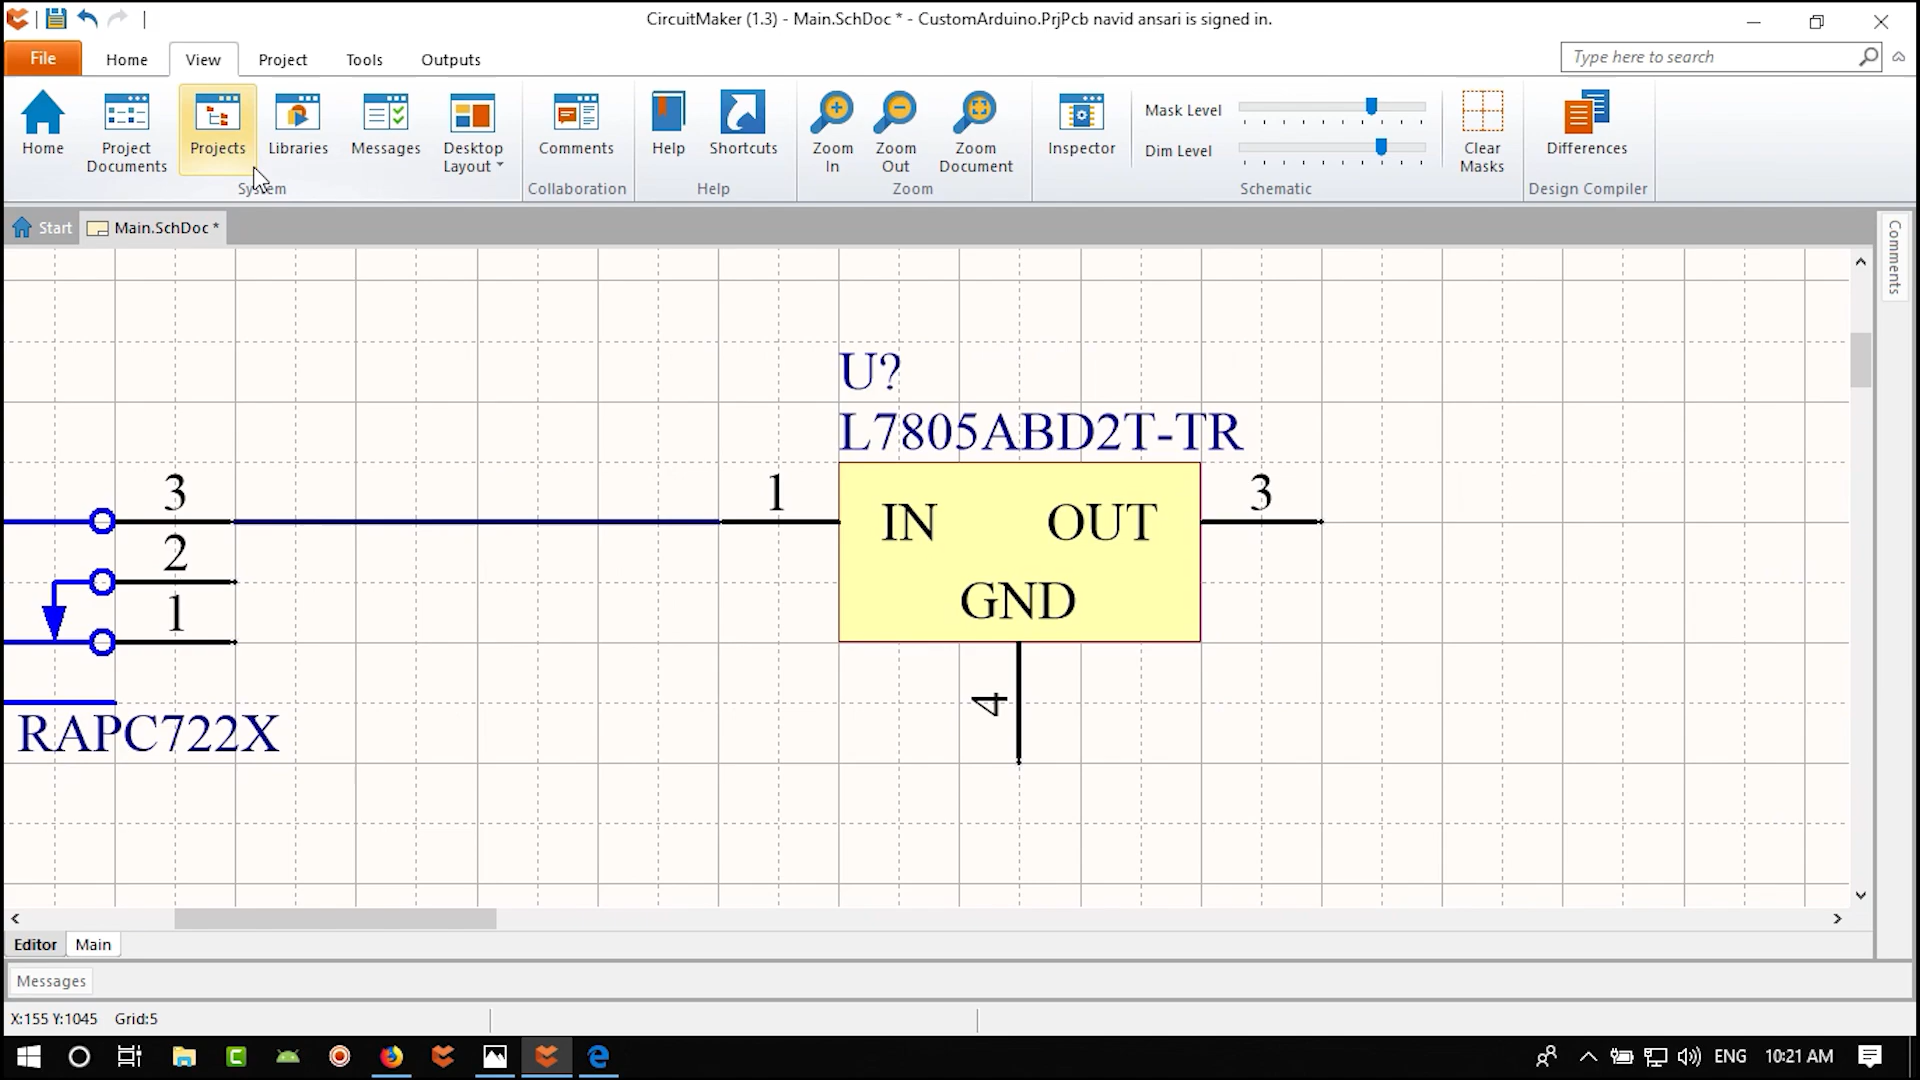 CircuitMaker (1.3) - Main.SchDoc * - CustomArduino.PrjPcb navid ansari is signed in.
File Home View Project Tools Outputs
Type here to search
Home
Project Documents
Projects
Libraries
Messages
Desktop Layout
System
Comments
Collaboration
Help
Shortcuts
Help
Zoom In
Zoom Out
Zoom Document
Zoom
Inspector
Mask Level
Dim Level
Schematic
Clear Masks
Differences
Design Compiler
Start
Main.SchDoc *
Comments
U?
L7805ABD2T-TR
3
2
1
RAPC722X
1
IN OUT
GND
3
4
Editor Main
Messages
X:155 Y:1045 Grid:5
ENG 10:21 AM